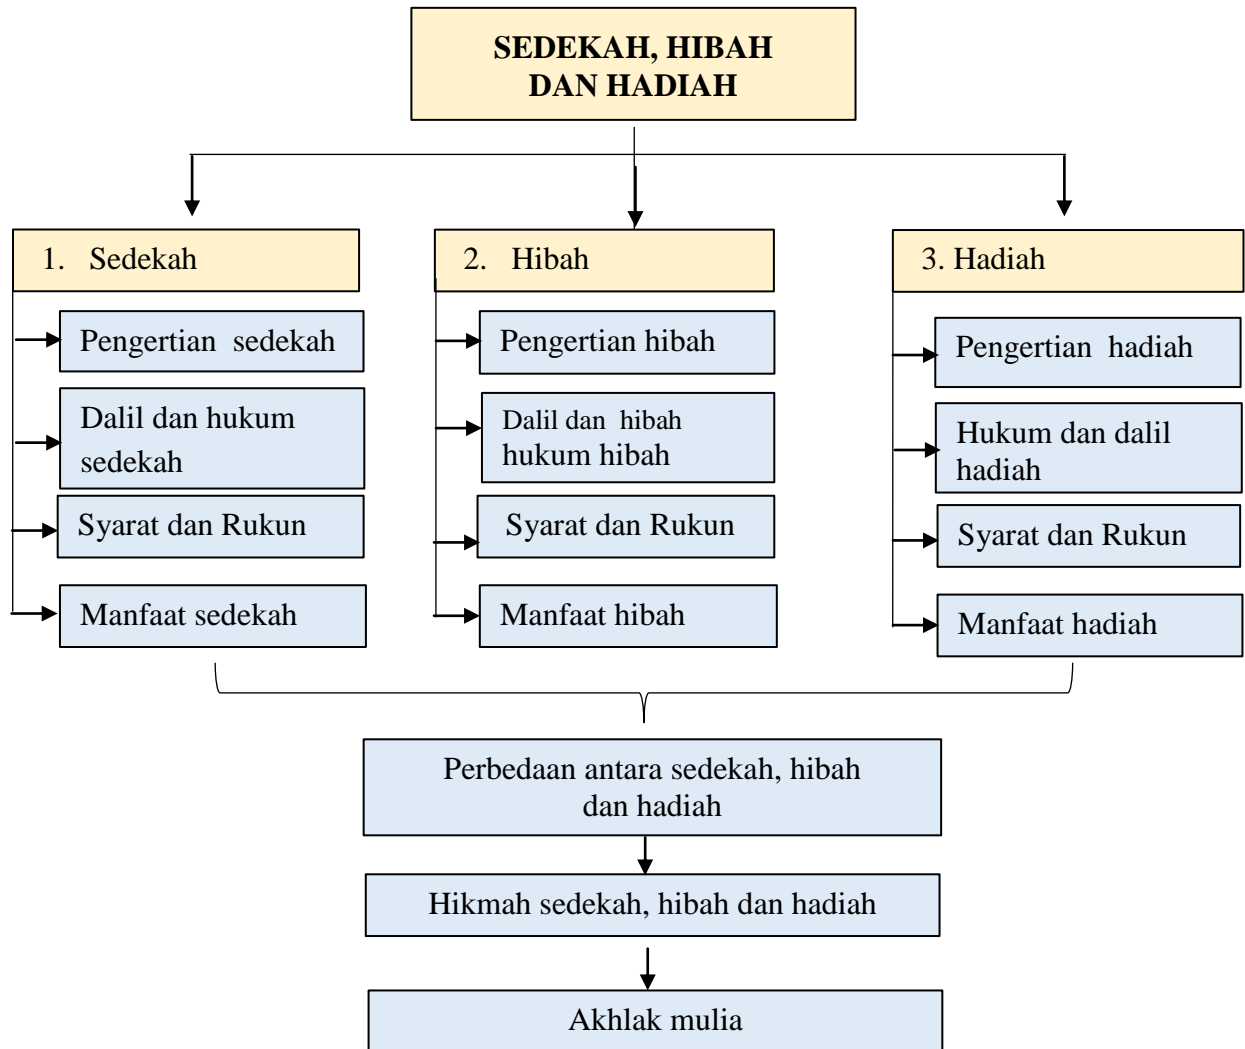 SEDEKAH, HIBAH
DAN HADIAH
1. Sedekah
Pengertian sedekah
Dalil dan hukum
sedekah
Syarat dan Rukun
Manfaat sedekah
2. Hibah
Pengertian hibah
Dalil dan hibah
hukum hibah
Syarat dan Rukun
Manfaat hibah
3. Hadiah
Pengertian hadiah
Hukum dan dalil
hadiah
Syarat dan Rukun
Manfaat hadiah
Perbedaan antara sedekah, hibah
dan hadiah
Hikmah sedekah, hibah dan hadiah
Akhlak mulia